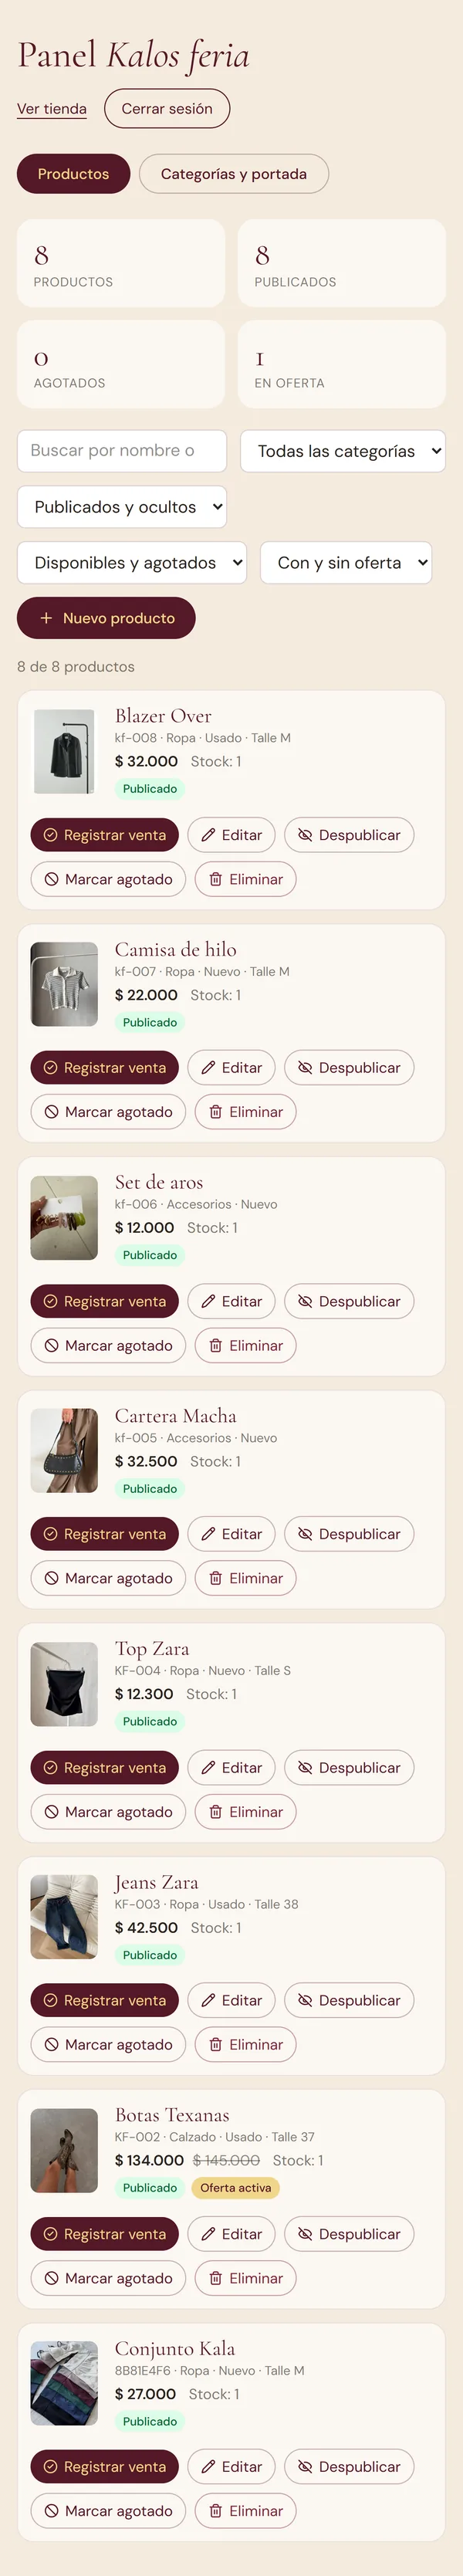 Panel Kalos feria
Ver tienda Cerrar sesión
Productos Categorías y portada
8 8
PRODUCTOS PUBLICADOS
0 1
AGOTADOS EN OFERTA
Buscar por nombre o Todas las categorías
Publicados y ocultos
Disponibles y agotados Con y sin oferta
+ Nuevo producto
8 de 8 productos
Blazer Over
kf-008 · Ropa · Usado · Talle M
$ 32.000 Stock: 1
Publicado
Registrar venta Editar Despublicar
Marcar agotado Eliminar
Camisa de hilo
kf-007 · Ropa · Nuevo · Talle M
$ 22.000 Stock: 1
Publicado
Registrar venta Editar Despublicar
Marcar agotado Eliminar
Set de aros
kf-006 · Accesorios · Nuevo
$ 12.000 Stock: 1
Publicado
Registrar venta Editar Despublicar
Marcar agotado Eliminar
Cartera Macha
kf-005 · Accesorios · Nuevo
$ 32.500 Stock: 1
Publicado
Registrar venta Editar Despublicar
Marcar agotado Eliminar
Top Zara
KF-004 · Ropa · Nuevo · Talle S
$ 12.300 Stock: 1
Publicado
Registrar venta Editar Despublicar
Marcar agotado Eliminar
Jeans Zara
KF-003 · Ropa · Usado · Talle 38
$ 42.500 Stock: 1
Publicado
Registrar venta Editar Despublicar
Marcar agotado Eliminar
Botas Texanas
KF-002 · Calzado · Usado · Talle 37
$ 134.000 $ 145.000 Stock: 1
Publicado Oferta activa
Registrar venta Editar Despublicar
Marcar agotado Eliminar
Conjunto Kala
8B81E4F6 · Ropa · Nuevo · Talle M
$ 27.000 Stock: 1
Publicado
Registrar venta Editar Despublicar
Marcar agotado Eliminar